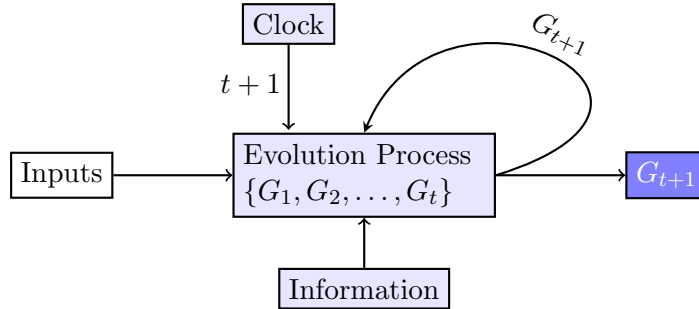 Clock
G_{t+1}
t + 1
Inputs
Evolution Process
{G_1, G_2, . . . , G_t}
G_{t+1}
Information